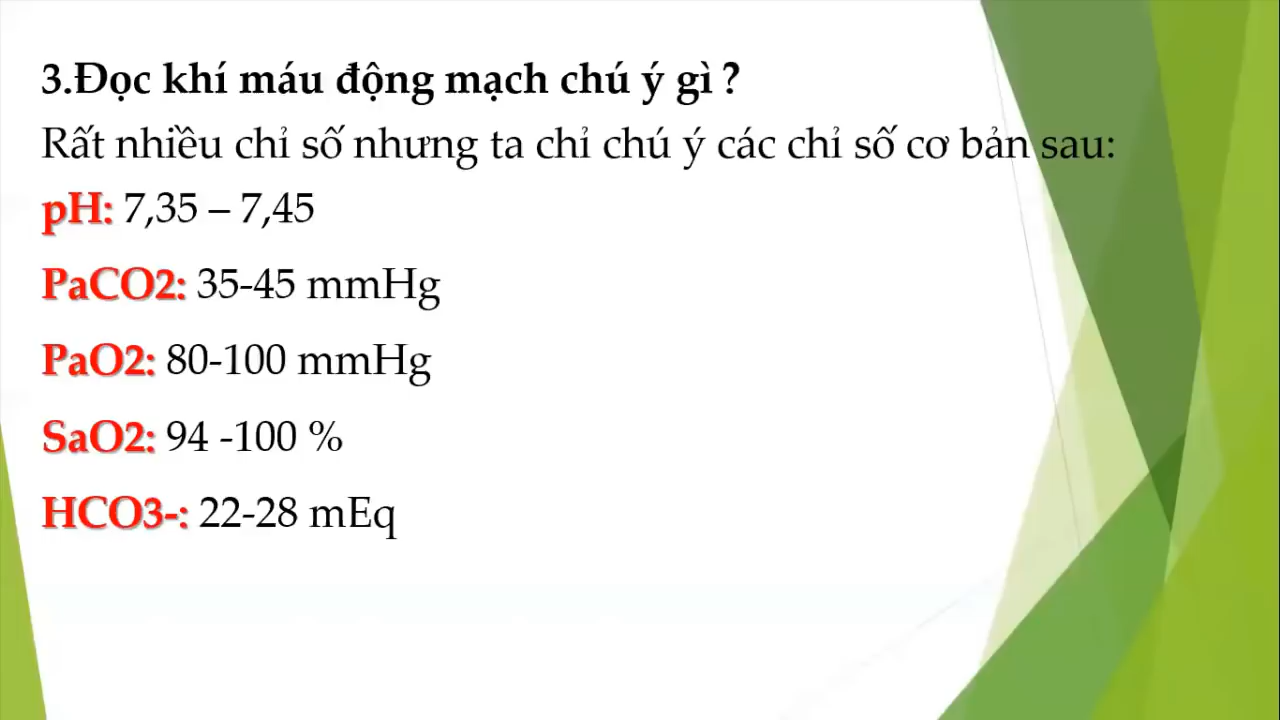 3.Đọc khí máu động mạch chú ý gì ?
Rất nhiều chỉ số nhưng ta chỉ chú ý các chỉ số cơ bản sau:
pH: 7,35 – 7,45
PaCO2: 35-45 mmHg
PaO2: 80-100 mmHg
SaO2: 94 -100 %
HCO3-: 22-28 mEq